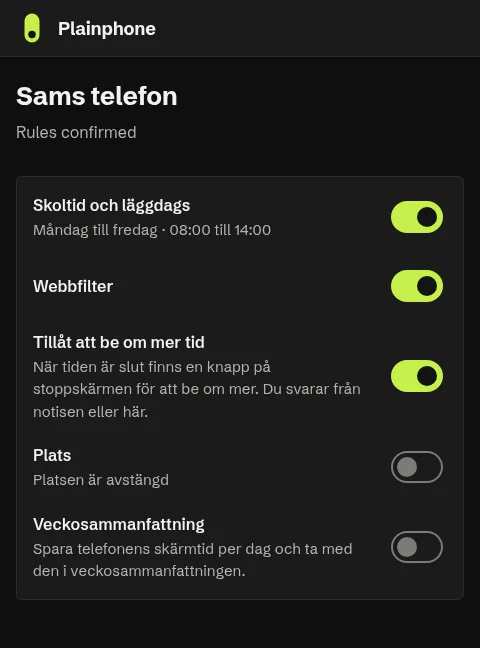 Plainphone
Sams telefon
Rules confirmed
Skoltid och läggdags
Måndag till fredag · 08:00 till 14:00
Webbfilter
Tillåt att be om mer tid
När tiden är slut finns en knapp på
stoppskärmen för att be om mer. Du svarar från
notisen eller här.
Plats
Platsen är avstängd
Veckosammanfattning
Spara telefonens skärmtid per dag och ta med
den i veckosammanfattningen.